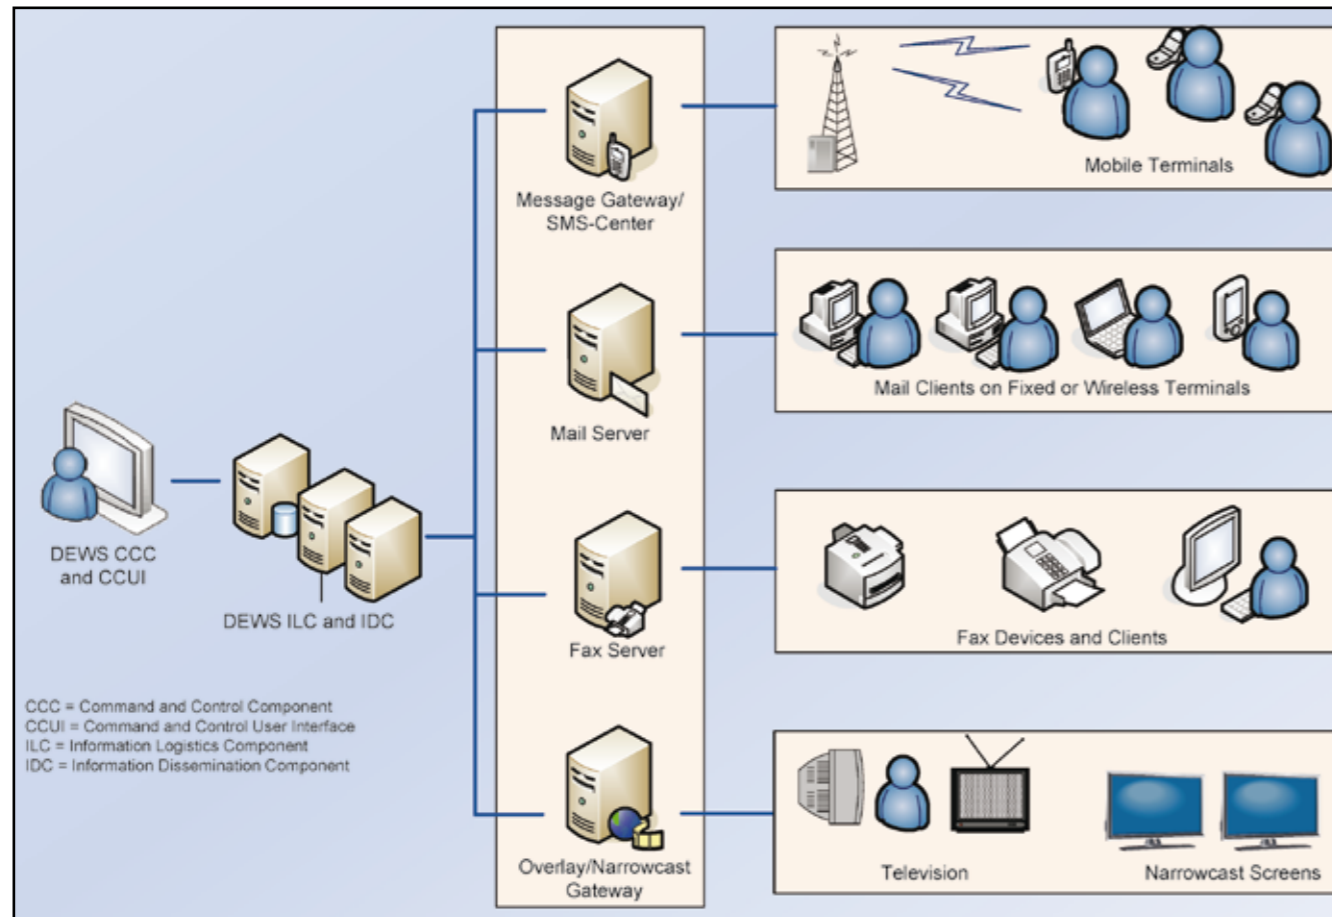 Mobile Terminals
Message Gateway/
SMS-Center
Mail Clients on Fixed or Wireless Terminals
Mail Server
DEWS CCC
and CCUI
DEWS ILC and IDC
Fax Devices and Clients
Fax Server
CCC = Command and Control Component
CCUI = Command and Control User Interface
ILC = Information Logistics Component
IDC = Information Dissemination Component
Overlay/Narrowcast
Gateway
Television
Narrowcast Screens